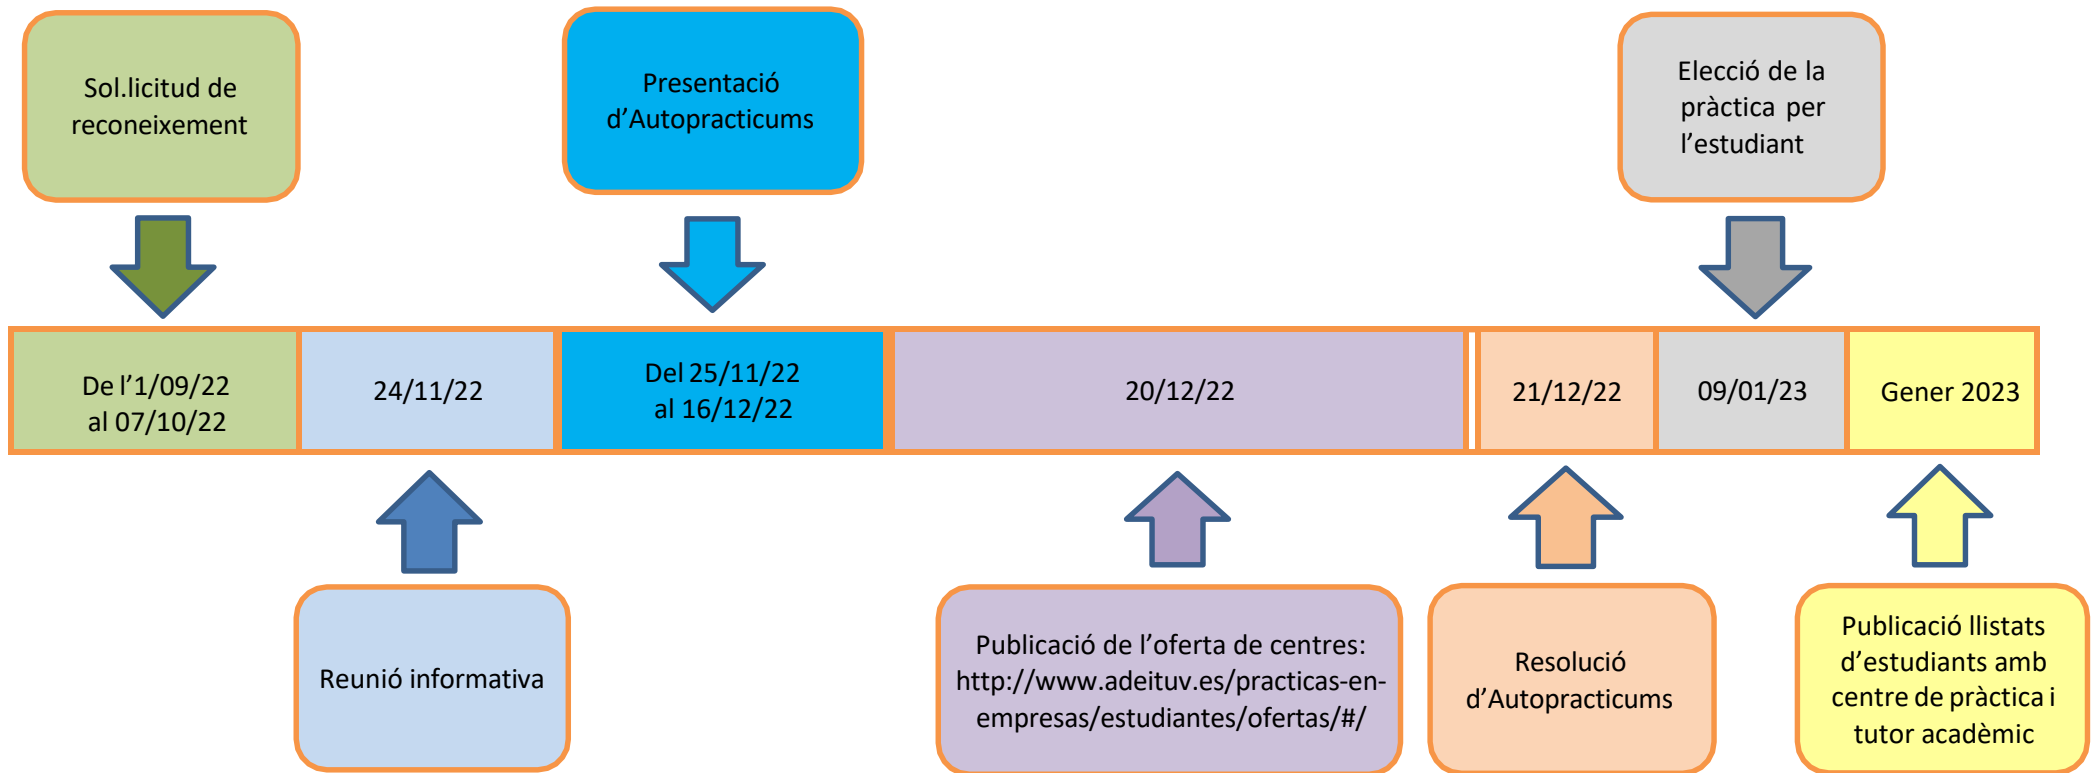 Sol.licitud de
reconeixement
Presentació
d’Autopracticums
Elecció de la
pràctica per
l’estudiant
De l’1/09/22
al 07/10/22
24/11/22
Del 25/11/22
al 16/12/22
20/12/22
21/12/22
09/01/23
Gener 2023
Reunió informativa
Publicació de l’oferta de centres:
http://www.adeituv.es/practicas-en-
empresas/estudiantes/ofertas/#/
Resolució
d’Autopracticums
Publicació llistats
d’estudiants amb
centre de pràctica i
tutor acadèmic